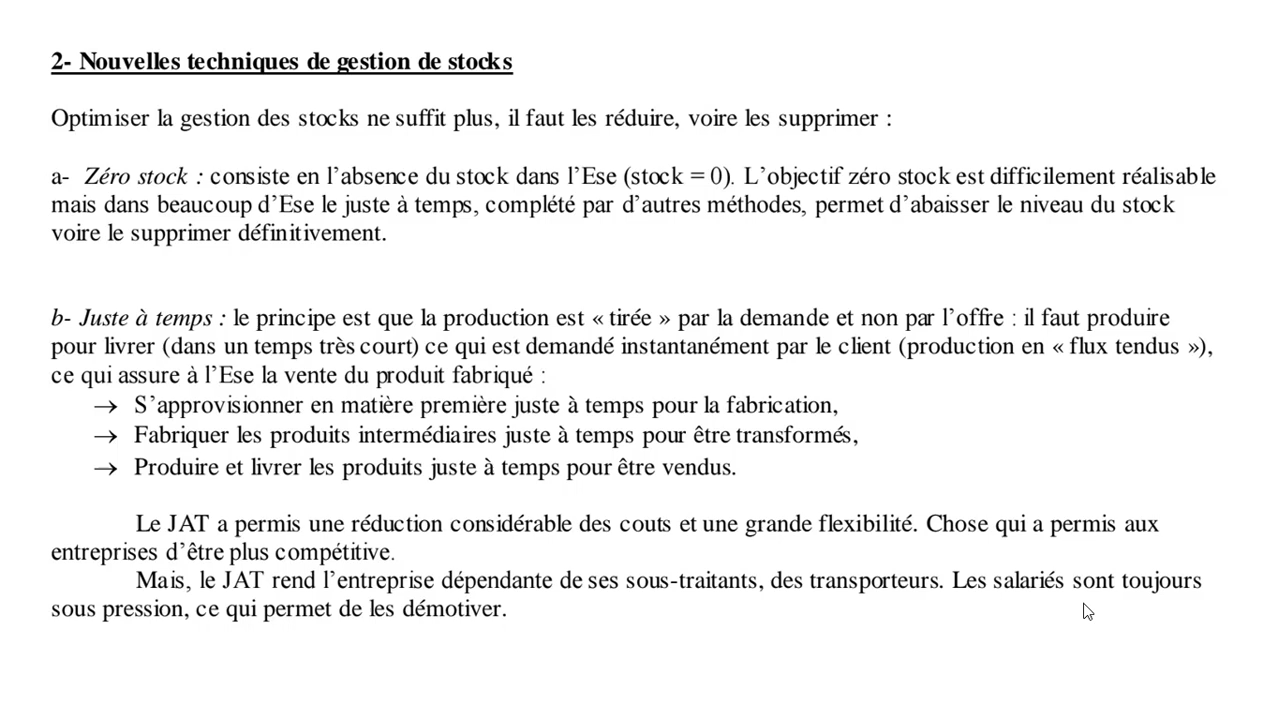 2- Nouvelles techniques de gestion de stocks
Optimiser la gestion des stocks ne suffit plus, il faut les réduire, voire les supprimer :
a- Zéro stock : consiste en l’absence du stock dans l’Ese (stock = 0). L’objectif zéro stock est difficilement réalisable
mais dans beaucoup d’Ese le juste à temps, complété par d’autres méthodes, permet d’abaisser le niveau du stock
voire le supprimer définitivement.
b- Juste à temps : le principe est que la production est « tirée » par la demande et non par l’offre : il faut produire
pour livrer (dans un temps très court) ce qui est demandé instantanément par le client (production en « flux tendus »),
ce qui assure à l’Ese la vente du produit fabriqué :
→ S’approvisionner en matière première juste à temps pour la fabrication,
→ Fabriquer les produits intermédiaires juste à temps pour être transformés,
→ Produire et livrer les produits juste à temps pour être vendus.
Le JAT a permis une réduction considérable des couts et une grande flexibilité. Chose qui a permis aux
entreprises d’être plus compétitive.
Mais, le JAT rend l’entreprise dépendante de ses sous-traitants, des transporteurs. Les salariés sont toujours
sous pression, ce qui permet de les démotiver.